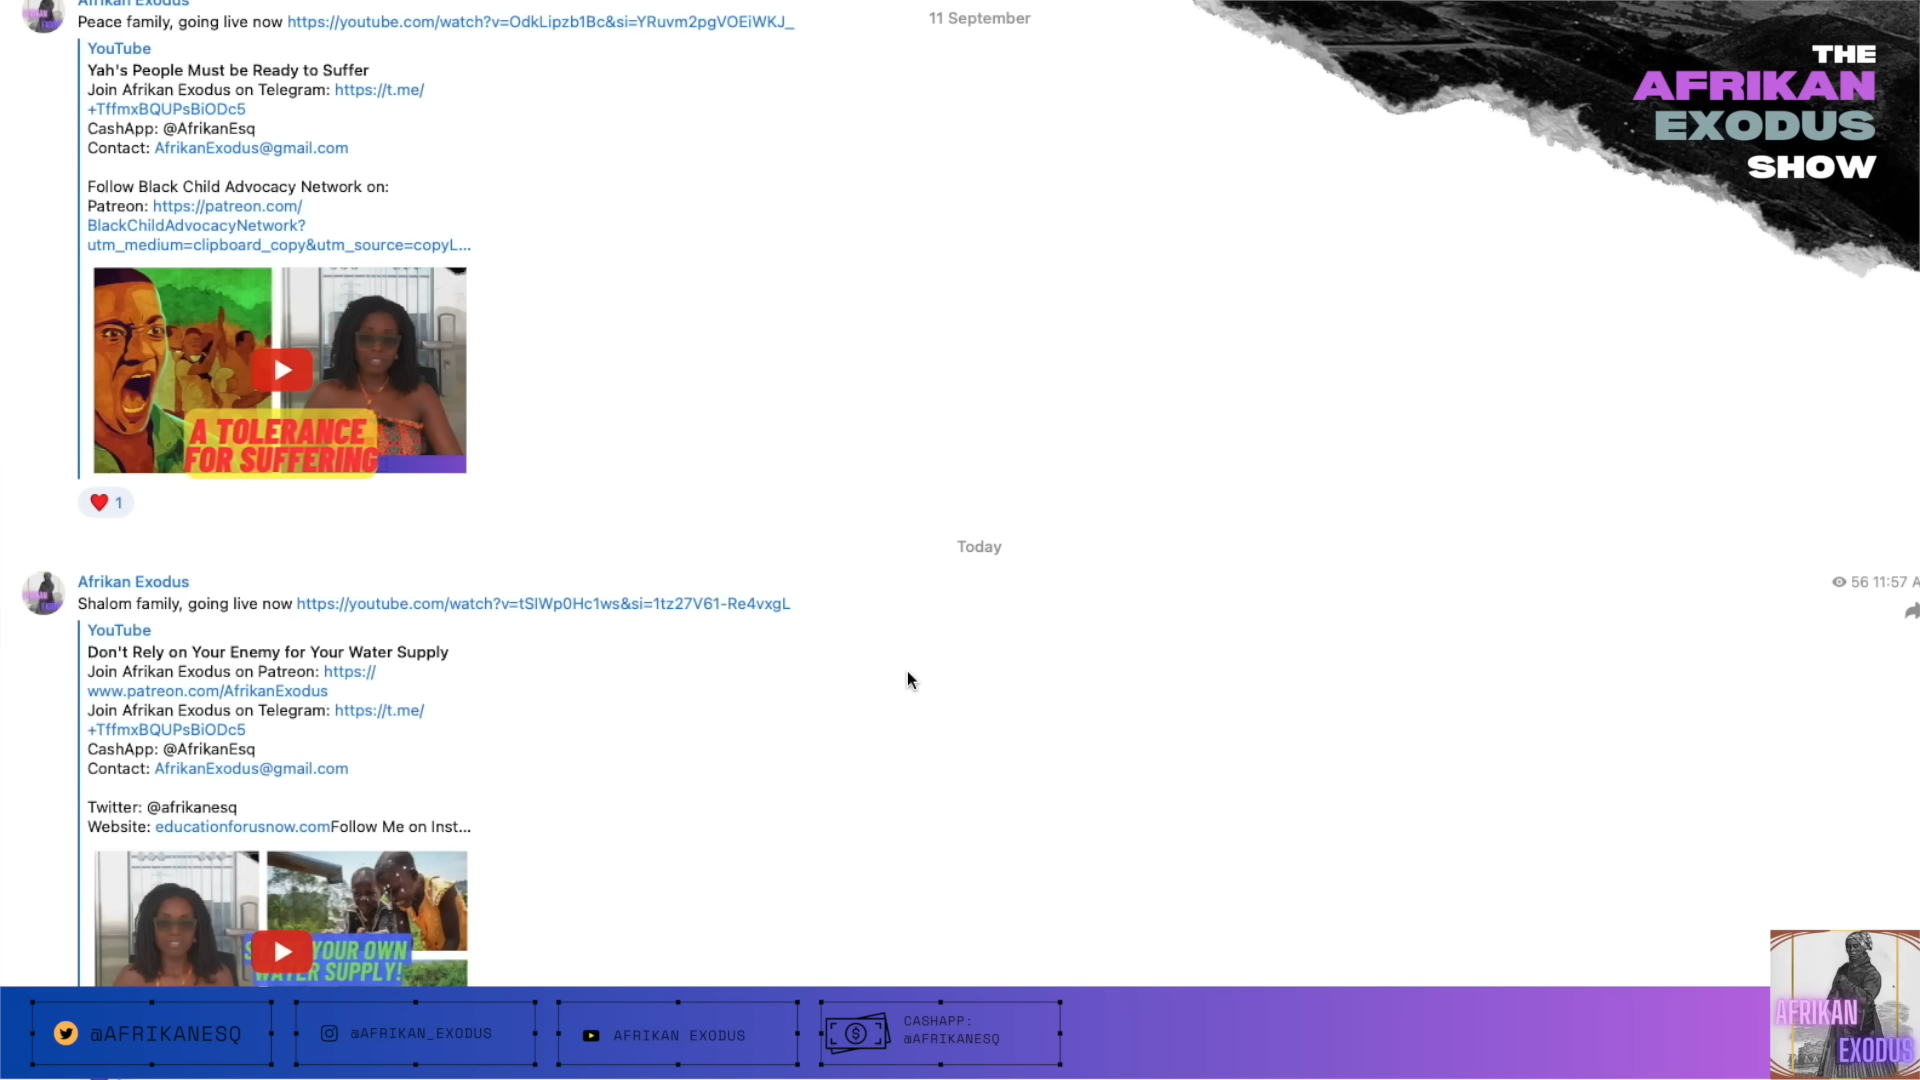 Afrikan Exodus
Peace family, going live now https://youtube.com/watch?v=OdkLipzb1Bc&si=YRuvm2pgVOEiWKJ_
11 September
YouTube
Yah's People Must be Ready to Suffer
Join Afrikan Exodus on Telegram: https://t.me/
+TffmxBQUPsBiODc5
CashApp: @AfrikanEsq
Contact: AfrikanExodus@gmail.com
Follow Black Child Advocacy Network on:
Patreon: https://patreon.com/
BlackChildAdvocacyNetwork?
utm_medium=clipboard_copy&utm_source=copyL...
A TOLERANCE
FOR SUFFERING
1
THE
AFRIKAN
EXODUS
SHOW
Today
Afrikan Exodus
56 11:57 A
Shalom family, going live now https://youtube.com/watch?v=tSlWp0Hc1ws&si=1tz27V61-Re4vxgL
YouTube
Don't Rely on Your Enemy for Your Water Supply
Join Afrikan Exodus on Patreon: https://
www.patreon.com/AfrikanExodus
Join Afrikan Exodus on Telegram: https://t.me/
+TffmxBQUPsBiODc5
CashApp: @AfrikanEsq
Contact: AfrikanExodus@gmail.com
Twitter: @afrikanesq
Website: educationforusnow.comFollow Me on Inst...
YOUR OWN
WATER SUPPLY!
@AFRIKANESQ
@AFRIKAN_EXODUS
AFRIKAN EXODUS
CASHAPP:
@AFRIKANESQ
AFRIKAN
EXODUS